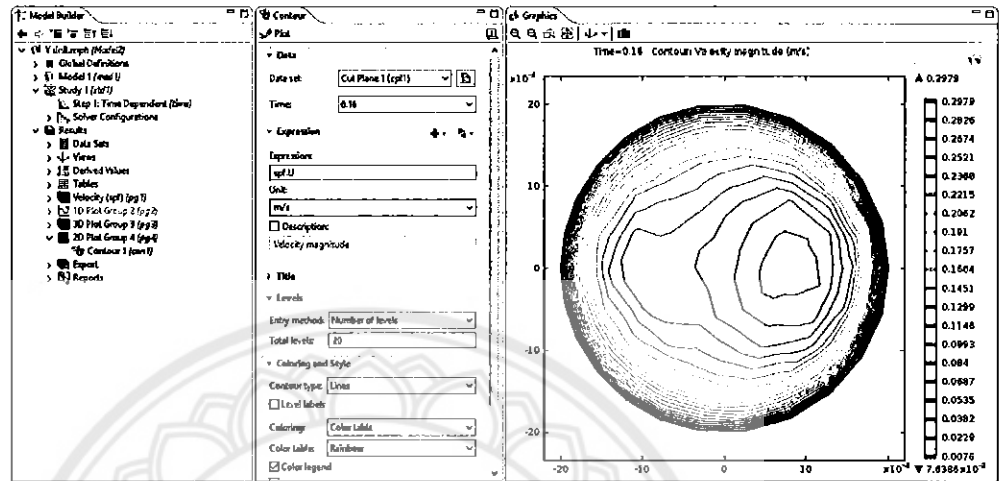 Model Builder
Global Definitions
Model 1 (mod1)
Study 1 (std1)
Step 1: Time Dependent (time)
Solver Configurations
Results
Data Sets
Views
Derived Values
Tables
Velocity (spf) (pg1)
1D Plot Group 2 (pg2)
3D Plot Group 3 (pg3)
2D Plot Group 4 (pg4)
Contour 1 (con1)
Export
Reports
Contour
Plot
Data
Data set:
Cut Plane 1 (cpl1)
Time:
0.16
Expression
Expression:
spf.U
Unit:
m/s
Description:
Velocity magnitude
Title
Levels
Entry method:
Number of levels
Total levels:
20
Coloring and Style
Contour type:
Lines
Level labels
Coloring:
Color table
Color table:
Rainbow
Color legend
Graphics
Time=0.16 Contour: Velocity magnitude (m/s)
20
10
0
-10
-20
-20
-10
0
10
▲ 0.2979
0.2979
0.2826
0.2674
0.2521
0.2368
0.2215
0.2062
0.191
0.1757
0.1604
0.1451
0.1299
0.1146
0.0993
0.084
0.0687
0.0535
0.0382
0.0229
0.0076